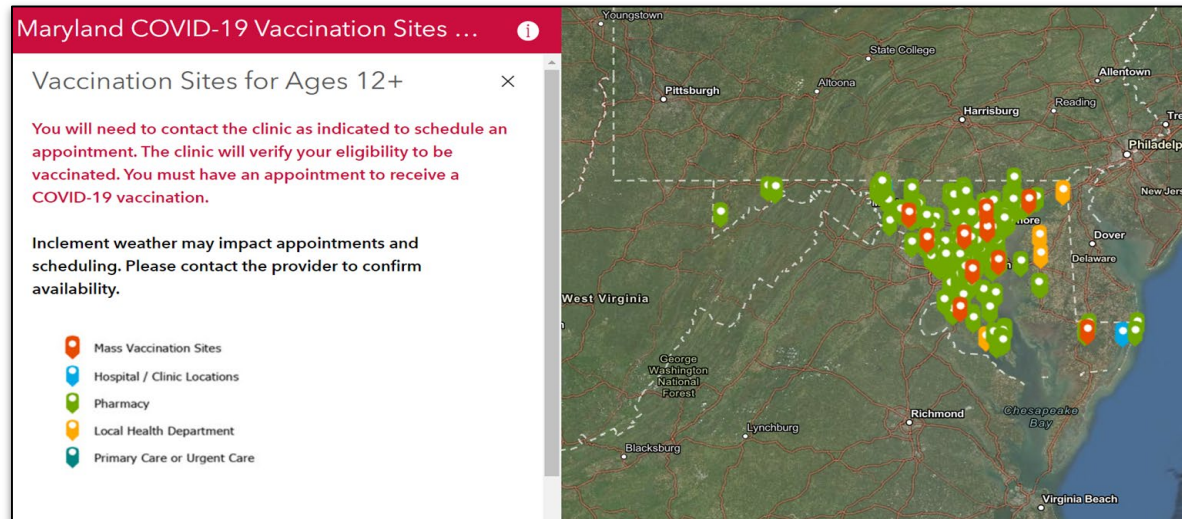 Maryland COVID-19 Vaccination Sites ...
i
Vaccination Sites for Ages 12+
×
You will need to contact the clinic as indicated to schedule an
appointment. The clinic will verify your eligibility to be
vaccinated. You must have an appointment to receive a
COVID-19 vaccination.
Inclement weather may impact appointments and
scheduling. Please contact the provider to confirm
availability.
Mass Vaccination Sites
Hospital / Clinic Locations
Pharmacy
Local Health Department
Primary Care or Urgent Care
Youngstown
State College
Altoona
Pittsburgh
Allentown
Reading
Harrisburg
Tre
Philadelp
New Jers
more
Dover
Delaware
West Virginia
George
Washington
National
Forest
Richmond
Chesapeake
Bay
Lynchburg
Blacksburg
Virginia Beach